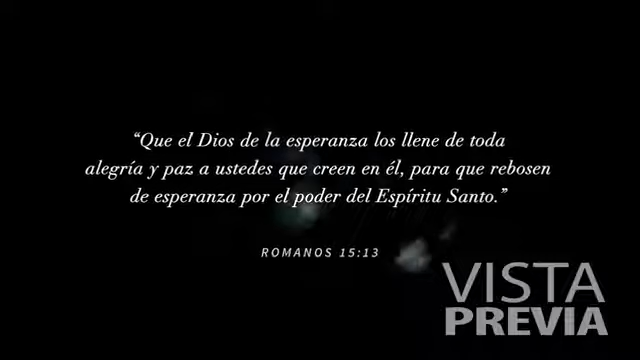 “Que el Dios de la esperanza los llene de toda
alegría y paz a ustedes que creen en él, para que rebosen
de esperanza por el poder del Espíritu Santo.”
ROMANOS 15:13
VISTA
PREVIA